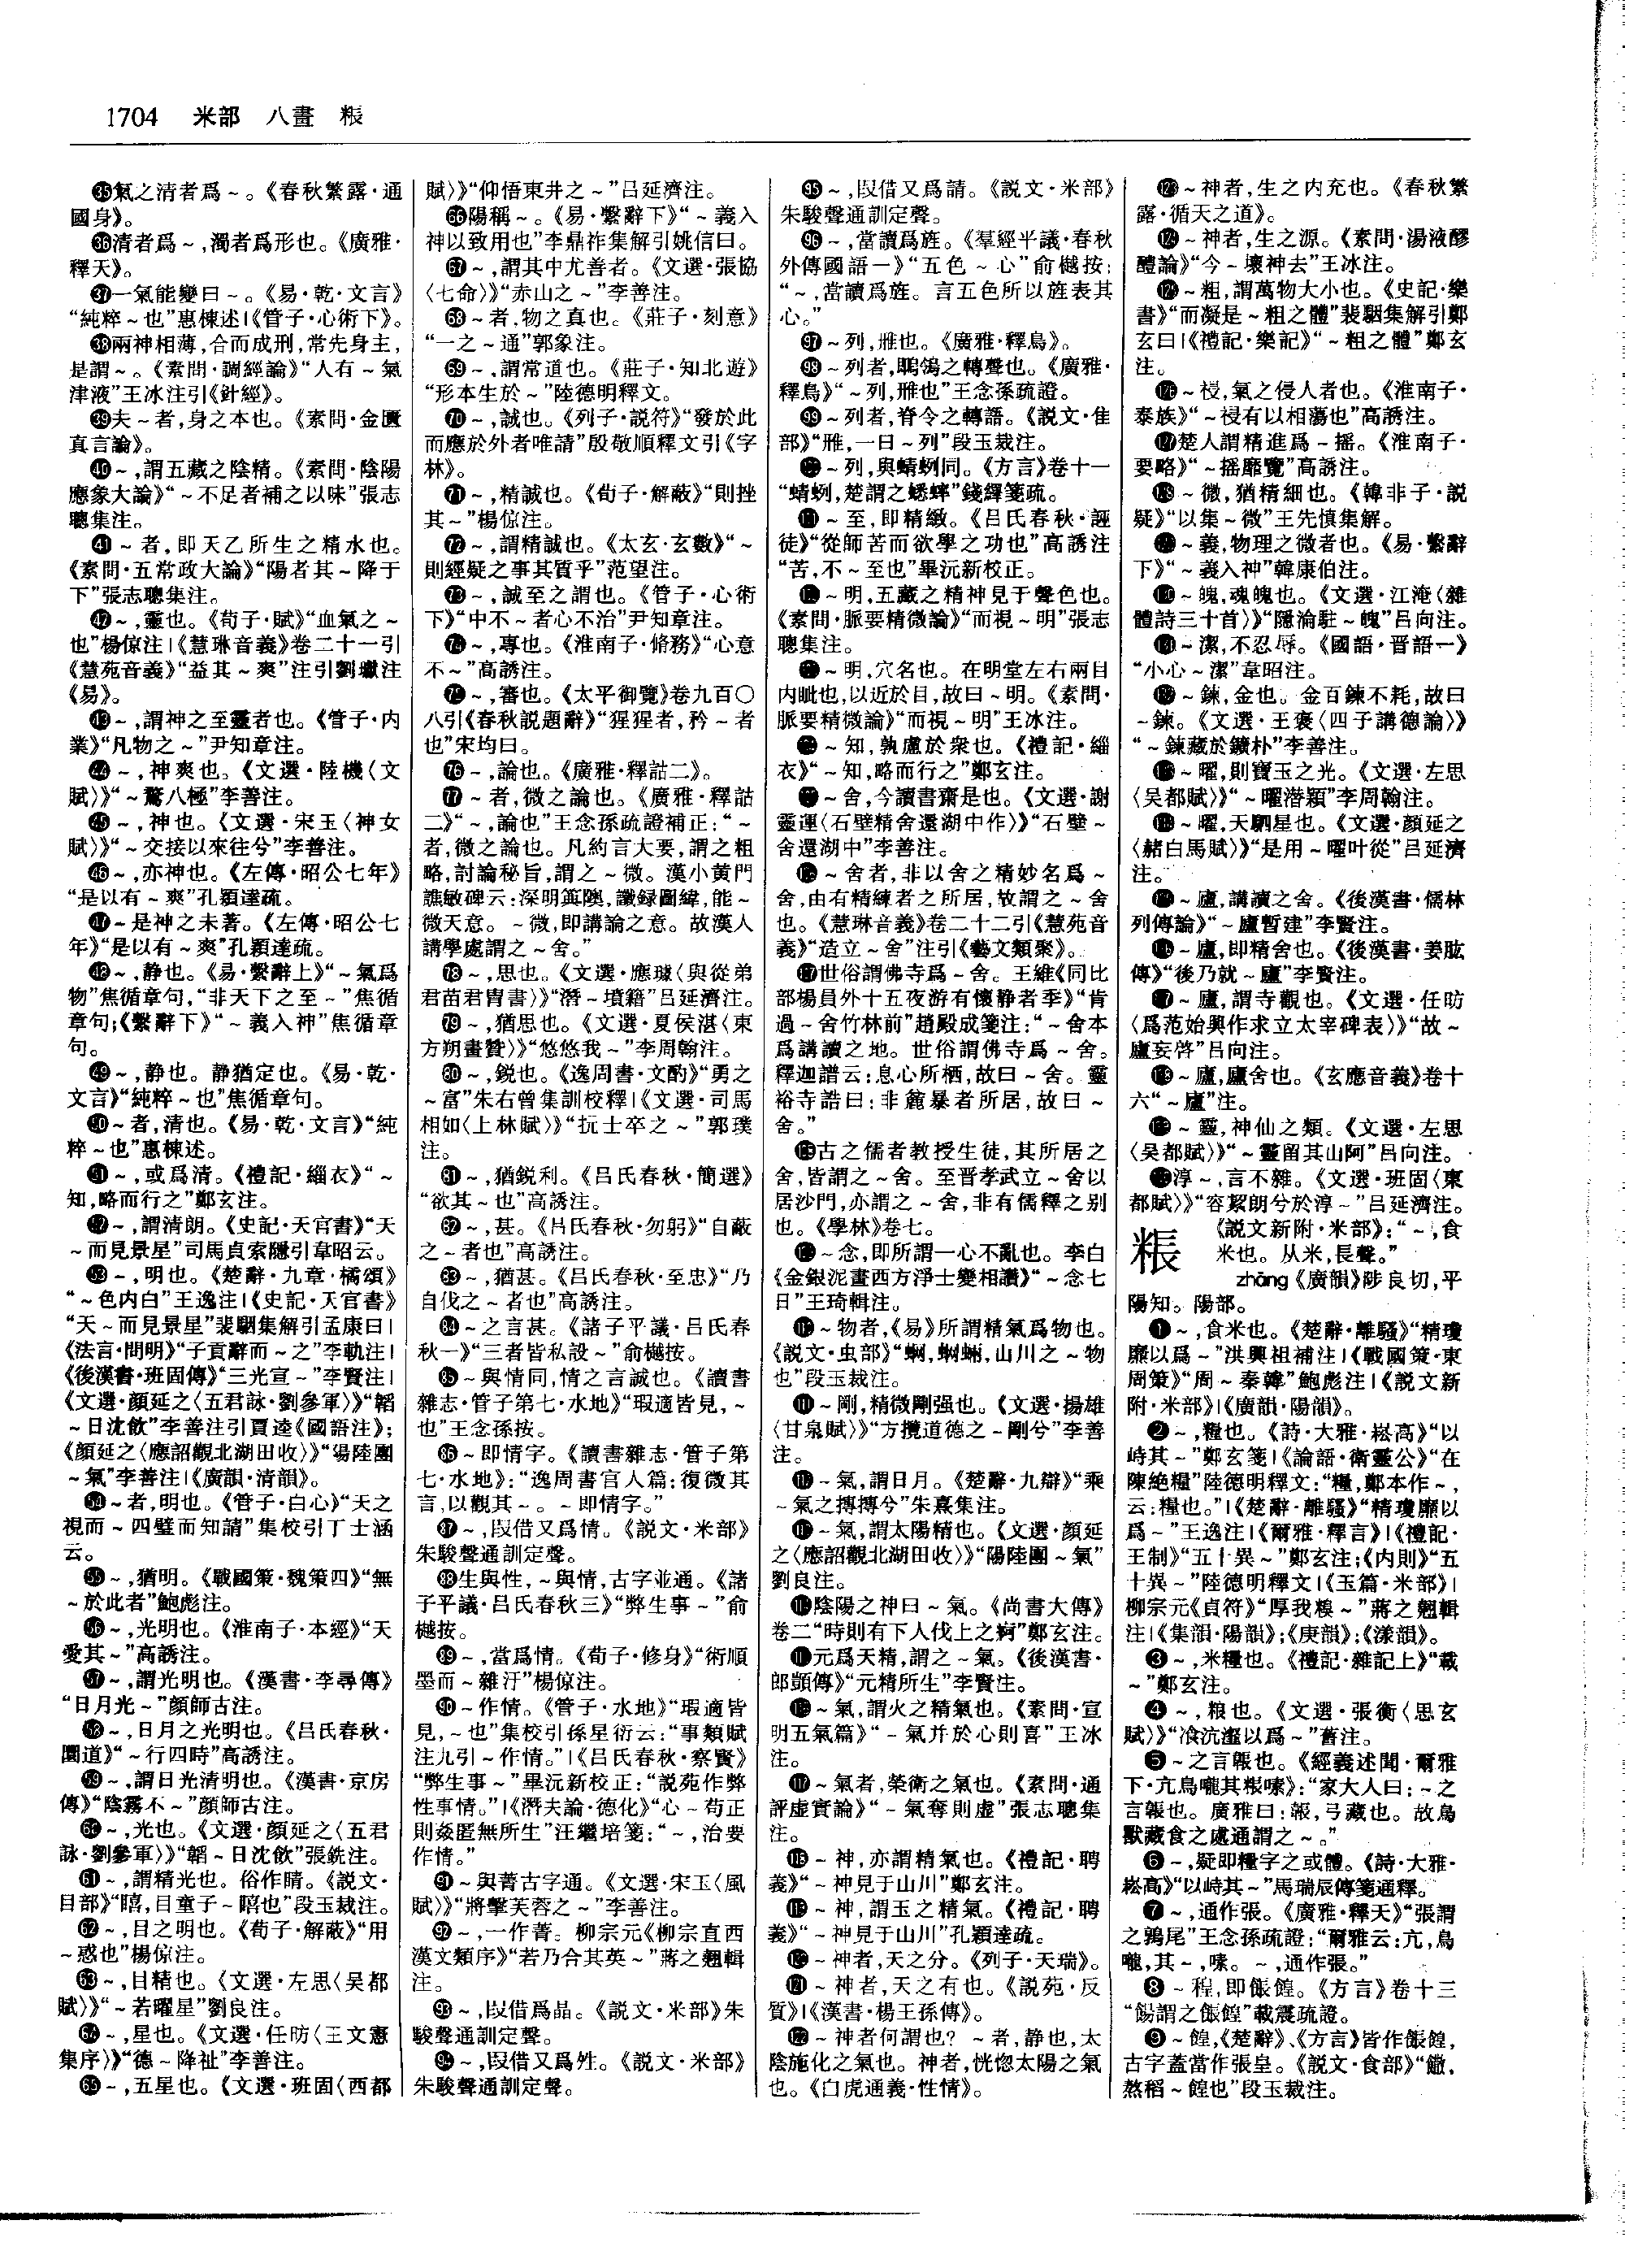 1704 米部 八畫 粻
㉟氣之清者爲～。《春秋繁露·通
國身》。
㊱清者爲～,濁者爲形也。《廣雅·
釋天》。
㊲一氣能變曰～。《易·乾·文言》
“純粹～也”惠棟述|《管子·心術下》。
㊳兩神相薄,合而成刑,常先身主,
是謂～。《素問·調經論》“人有～氣
津液”王冰注引《針經》。
㊴夫～者,身之本也。《素問·金匱
真言論》。
㊵～,謂五藏之陰精。《素問·陰陽
應象大論》“～不足者補之以味”張志
聰集注。
㊶～者,即天乙所生之精水也。
《素問·五常政大論》“陽者其～降于
下”張志聰集注。
㊷～,靈也。《荀子·賦》“血氣之～
也”楊倞注|《慧琳音義》卷二十一引
《慧苑音義》“益其～爽”注引劉瓛注
《易》。
㊸～,謂神之至靈者也。《管子·内
業》“凡物之～”尹知章注。
㊹～,神爽也。《文選·陸機〈文
賦〉》“～騖八極”李善注。
㊺～,神也。《文選·宋玉〈神女
賦〉》“～交接以來往兮”李善注。
㊻～,亦神也。《左傳·昭公七年》
“是以有～爽”孔穎達疏。
㊼～是神之未著。《左傳·昭公七
年》“是以有～爽”孔穎達疏。
㊽～,静也。《易·繫辭上》“～氣爲
物”焦循章句,“非天下之至～”焦循
章句;《繫辭下》“～義入神”焦循章
句。
㊾～,静也。静猶定也。《易·乾·
文言》“純粹～也”焦循章句。
㊿～者,清也。《易·乾·文言》“純
粹～也”惠棟述。
51～,或爲清。《禮記·緇衣》“～
知,略而行之”鄭玄注。
52～,謂清朗。《史記·天官書》“天
～而見景星”司馬貞索隱引韋昭云。
53～,明也。《楚辭·九章·橘頌》
“～色内白”王逸注|《史記·天官書》
“天～而見景星”裴駰集解引孟康曰|
《法言·問明》“子貢辭而～之”李軌注|
《後漢書·班固傳》“三光宣～”李賢注|
《文選·顔延之〈五君詠·劉參軍〉》“韜
～日沈飲”李善注引賈逵《國語注》;
《顔延之〈應詔觀北湖田收〉》“陽陸團
～氣”李善注|《廣韻·清韻》。
54～者,明也。《管子·白心》“天之
視而～四璧而知請”集校引丁士涵
云。
55～,猶明。《戰國策·魏策四》“無
～於此者”鮑彪注。
56～,光明也。《淮南子·本經》“天
愛其～”高誘注。
57～,謂光明也。《漢書·李尋傳》
“日月光～”顔師古注。
58～,日月之光明也。《吕氏春秋·
圜道》“～行四時”高誘注。
59～,謂日光清明也。《漢書·京房
傳》“陰霧不～”顔師古注。
60～,光也。《文選·顔延之〈五君
詠·劉參軍〉》“韜～日沈飲”張銑注。
61～,謂精光也。俗作睛。《説文·
目部》“瞦,目童子～瞦也”段玉裁注。
62～,目之明也。《荀子·解蔽》“用
～惑也”楊倞注。
63～,目精也。《文選·左思〈吴都
賦〉》“～若曜星”劉良注。
64～,星也。《文選·任昉〈王文憲
集序〉》“德～降祉”李善注。
65～,五星也。《文選·班固〈西都
賦〉》“仰悟東井之～”吕延濟注。
66陽稱～。《易·繫辭下》“～義入
神以致用也”李鼎祚集解引姚信曰。
67～,謂其中尤善者。《文選·張協
〈七命〉》“赤山之～”李善注。
68～者,物之真也。《莊子·刻意》
“一之～通”郭象注。
69～,謂常道也。《莊子·知北遊》
“形本生於～”陸德明釋文。
70～,誠也。《列子·説符》“發於此
而應於外者唯請”殷敬順釋文引《字
林》。
71～,精誠也。《荀子·解蔽》“則挫
其～”楊倞注。
72～,謂精誠也。《太玄·玄數》“～
則經疑之事其質乎”范望注。
73～,誠至之謂也。《管子·心術
下》“中不～者心不治”尹知章注。
74～,專也。《淮南子·脩務》“心意
不～”高誘注。
75～,審也。《太平御覽》卷九百〇
八引《春秋説題辭》“猩猩者,矜～者
也”宋均曰。
76～,論也。《廣雅·釋詁二》。
77～者,微之論也。《廣雅·釋詁
二》“～,論也”王念孫疏證補正:“～
者,微之論也。凡約言大要,謂之粗
略,討論秘旨,謂之～微。漢小黄門
譙敏碑云:深明箕隩,讖録圖緯,能～
微天意。～微,即講論之意。故漢人
講學處謂之～舍。”
78～,思也。《文選·應璩〈與從弟
君苗君胄書〉》“潛～墳籍”吕延濟注。
79～,猶思也。《文選·夏侯湛〈東
方朔畫贊〉》“悠悠我～”李周翰注。
80～,鋭也。《逸周書·文酌》“勇之
～富”朱右曾集訓校釋|《文選·司馬
相如〈上林賦〉》“抏士卒之～”郭璞
注。
81～,猶鋭利。《吕氏春秋·簡選》
“欲其～也”高誘注。
82～,甚。《吕氏春秋·勿躬》“自蔽
之～者也”高誘注。
83～,猶甚。《吕氏春秋·至忠》“乃
自伐之～者也”高誘注。
84～之言甚。《諸子平議·吕氏春
秋一》“三者皆私設～”俞樾按。
85～與情同,情之言誠也。《讀書
雜志·管子第七·水地》“瑕適皆見,～
也”王念孫按。
86～即情字。《讀書雜志·管子第
七·水地》:“逸周書官人篇:復微其
言,以觀其～。～即情字。”
87～,叚借又爲情。《説文·米部》
朱駿聲通訓定聲。
88生與性,～與情,古字並通。《諸
子平議·吕氏春秋三》“弊生事～”俞
樾按。
89～,當爲情。《荀子·修身》“術順
墨而～雜汙”楊倞注。
90～作情。《管子·水地》“瑕適皆
見,～也”集校引係星衍云:“事類賦
注九引～作情。”|《吕氏春秋·察賢》
“弊生事～”畢沅新校正:“説苑作弊
性事情。”|《潛夫論·德化》“心～苟正
則姦匿無所生”汪繼培箋:“～,治要
作情。”
91～與菁古字通。《文選·宋玉〈風
賦〉》“將擊芙蓉之～”李善注。
92～,一作菁。柳宗元《柳宗直西
漢文類序》“若乃合其英～”蔣之翹輯
注。
93～,叚借爲晶。《説文·米部》朱
駿聲通訓定聲。
94～,叚借又爲姓。《説文·米部》
朱駿聲通訓定聲。
95～,叚借又爲請。《説文·米部》
朱駿聲通訓定聲。
96～,當讀爲旌。《羣經平議·春秋
外傳國語一》“五色～心”俞樾按:
“～,當讀爲旌。言五色所以旌表其
心。”
97～列,雃也。《廣雅·釋鳥》。
98～列者,鶄鴒之轉聲也。《廣雅·
釋鳥》“～列,雃也”王念孫疏證。
99～列者,脊令之轉語。《説文·隹
部》“雃,一曰～列”段玉裁注。
100～列,與蜻蛚同。《方言》卷十一
“蜻蛚,楚謂之蟋蟀”錢繹箋疏。
101～至,即精緻。《吕氏春秋·誣
徒》“從師苦而欲學之功也”高誘注
“苦,不～至也”畢沅新校正。
102～明,五藏之精神見于聲色也。
《素問·脈要精微論》“而視～明”張志
聰集注。
103～明,穴名也。在明堂左右兩目
内眦也,以近於目,故曰～明。《素問·
脈要精微論》“而視～明”王冰注。
104～知,孰慮於衆也。《禮記·緇
衣》“～知,略而行之”鄭玄注。
105～舍,今讀書齋是也。《文選·謝
靈運〈石壁精舍還湖中作〉》“石壁～
舍還湖中”李善注。
106～舍者,非以舍之精妙名爲～
舍,由有精練者之所居,故謂之～舍
也。《慧琳音義》卷二十二引《慧苑音
義》“造立～舍”注引《藝文類聚》。
107世俗謂佛寺爲～舍。王維《同比
部楊員外十五夜游有懷静者季》“肯
過～舍竹林前”趙殿成箋注:“～舍本
爲講讀之地。世俗謂佛寺爲～舍。
釋迦譜云:息心所栖,故曰～舍。靈
裕寺誥曰:非麁暴者所居,故曰～
舍。”
108古之儒者教授生徒,其所居之
舍,皆謂之～舍。至晉孝武立～舍以
居沙門,亦謂之～舍,非有儒釋之别
也。《學林》卷七。
109～念,即所謂一心不亂也。李白
《金銀泥畫西方淨土變相讚》“～念七
日”王琦輯注。
110～物者,《易》所謂精氣爲物也。
《説文·虫部》“蛧,蛧蜽,山川之～物
也”段玉裁注。
111～剛,精微剛强也。《文選·揚雄
〈甘泉賦〉》“方攬道德之～剛兮”李善
注。
112～氣,謂日月。《楚辭·九辯》“乘
～氣之摶摶兮”朱熹集注。
113～氣,謂太陽精也。《文選·顔延
之〈應詔觀北湖田收〉》“陽陸團～氣”
劉良注。
114陰陽之神曰～氣。《尚書大傳》
卷二“時則有下人伐上之痾”鄭玄注。
115元爲天精,謂之～氣。《後漢書·
郎顗傳》“元精所生”李賢注。
116～氣,謂火之精氣也。《素問·宣
明五氣篇》“～氣并於心則喜”王冰
注。
117～氣者,榮衛之氣也。《素問·通
評虚實論》“～氣奪則虚”張志聰集
注。
118～神,亦謂精氣也。《禮記·聘
義》“～神見于山川”鄭玄注。
119～神,謂玉之精氣。《禮記·聘
義》“～神見于山川”孔穎達疏。
120～神者,天之分。《列子·天瑞》。
121～神者,天之有也。《説苑·反
質》|《漢書·楊王孫傳》。
122～神者何謂也?～者,静也,太
陰施化之氣也。神者,恍惚太陽之氣
也。《白虎通義·性情》。
123～神者,生之内充也。《春秋繁
露·循天之道》。
124～神者,生之源。《素問·湯液醪
醴論》“今～壞神去”王冰注。
125～粗,謂萬物大小也。《史記·樂
書》“而凝是～粗之體”裴駰集解引鄭
玄曰|《禮記·樂記》“～粗之體”鄭玄
注。
126～祲,氣之侵人者也。《淮南子·
泰族》“～祲有以相蕩也”高誘注。
127楚人謂精進爲～摇。《淮南子·
要略》“～摇靡覽”高誘注。
128～微,猶精細也。《韓非子·説
疑》“以集～微”王先慎集解。
129～義,物理之微者也。《易·繫辭
下》“～義入神”韓康伯注。
130～魄,魂魄也。《文選·江淹〈雜
體詩三十首〉》“隱淪駐～魄”吕向注。
131～潔,不忍辱。《國語·晋語一》
“小心～潔”韋昭注。
132～鍊,金也。金百鍊不耗,故曰
～鍊。《文選·王褒〈四子講德論〉》
“～鍊藏於鑛朴”李善注。
133～曜,則寶玉之光。《文選·左思
〈吴都賦〉》“～曜潛穎”李周翰注。
134～曜,天駟星也。《文選·顔延之
〈赭白馬賦〉》“是用～曜叶從”吕延濟
注。
135～廬,講讀之舍。《後漢書·儒林
列傳論》“～廬暫建”李賢注。
136～廬,即精舍也。《後漢書·姜肱
傳》“後乃就～廬”李賢注。
137～廬,謂寺觀也。《文選·任昉
〈爲范始興作求立太宰碑表〉》“故～
廬妄啓”吕向注。
138～廬,廬舍也。《玄應音義》卷十
六“～廬”注。
139～靈,神仙之類。《文選·左思
〈吴都賦〉》“～靈留其山阿”吕向注。
140淳～,言不雜。《文選·班固〈東
都賦〉》“容絜朗兮於淳～”吕延濟注。
粻 《説文新附·米部》:“～,食
米也。从米,長聲。”
zhāng《廣韻》陟良切,平
陽知。陽部。
❶～,食米也。《楚辭·離騷》“精瓊
爢以爲～”洪興祖補注|《戰國策·東
周策》“周～秦韓”鮑彪注|《説文新
附·米部》|《廣韻·陽韻》。
❷～,糧也。《詩·大雅·崧高》“以
峙其～”鄭玄箋|《論語·衛靈公》“在
陳絶糧”陸德明釋文:“糧,鄭本作～,
云:糧也。”|《楚辭·離騷》“精瓊爢以
爲～”王逸注|《爾雅·釋言》|《禮記·
王制》“五十異～”鄭玄注;《内則》“五
十異～”陸德明釋文|《玉篇·米部》|
柳宗元《貞符》“厚我糗～”蔣之翹輯
注|《集韻·陽韻》;《庚韻》;《漾韻》。
❸～,米糧也。《禮記·雜記上》“載
～”鄭玄注。
❹～,粮也。《文選·張衡〈思玄
賦〉》“飡沆瀣以爲～”舊注。
❺～之言韔也。《經義述聞·爾雅
下·亢鳥嚨其粻嗉》:“家大人曰:～之
言韔也。廣雅曰:韔,弓藏也。故鳥
獸藏食之處通謂之～。”
❻～,疑即糧字之或體。《詩·大雅·
崧高》“以峙其～”馬瑞辰傳箋通釋。
❼～,通作張。《廣雅·釋天》“張謂
之鶉尾”王念孫疏證:“爾雅云:亢,鳥
嚨,其～,嗉。～,通作張。”
❽～程,即餦餭。《方言》卷十三
“餳謂之餦餭”載震疏證。
❾～餭,《楚辭》、《方言》皆作餦餭,
古字蓋當作張皇。《説文·食部》“䊗,
熬稻～餭也”段玉裁注。